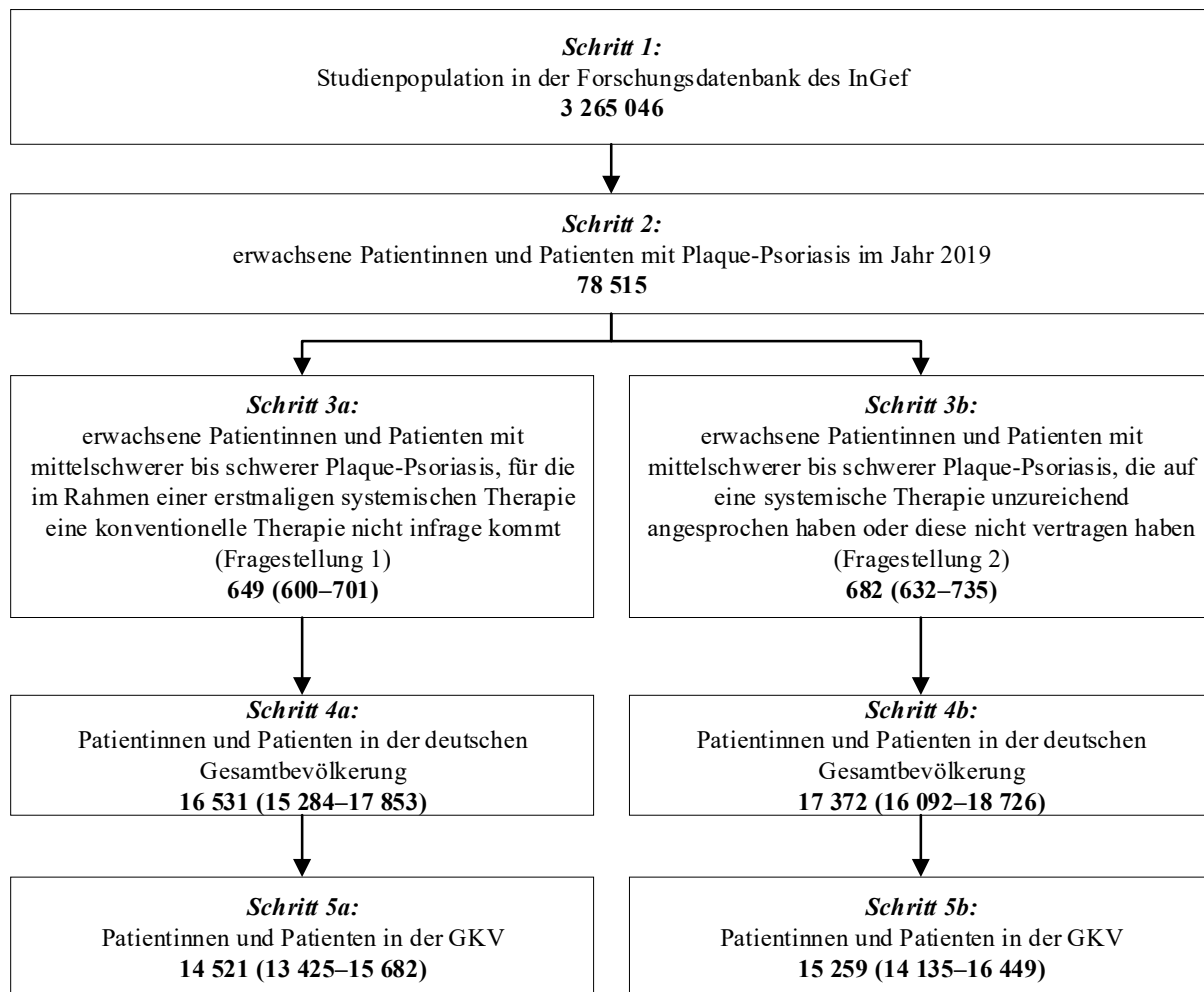 Schritt 1:
Studienpopulation in der Forschungsdatenbank des InGef
3 265 046
Schritt 2:
erwachsene Patientinnen und Patienten mit Plaque-Psoriasis im Jahr 2019
78 515
Schritt 3a:
erwachsene Patientinnen und Patienten mit
mittelschwerer bis schwerer Plaque-Psoriasis, für die
im Rahmen einer erstmaligen systemischen Therapie
eine konventionelle Therapie nicht infrage kommt
(Fragestellung 1)
649 (600–701)
Schritt 3b:
erwachsene Patientinnen und Patienten mit
mittelschwerer bis schwerer Plaque-Psoriasis, die auf
eine systemische Therapie unzureichend
angesprochen haben oder diese nicht vertragen haben
(Fragestellung 2)
682 (632–735)
Schritt 4a:
Patientinnen und Patienten in der deutschen
Gesamtbevölkerung
16 531 (15 284–17 853)
Schritt 4b:
Patientinnen und Patienten in der deutschen
Gesamtbevölkerung
17 372 (16 092–18 726)
Schritt 5a:
Patientinnen und Patienten in der GKV
14 521 (13 425–15 682)
Schritt 5b:
Patientinnen und Patienten in der GKV
15 259 (14 135–16 449)